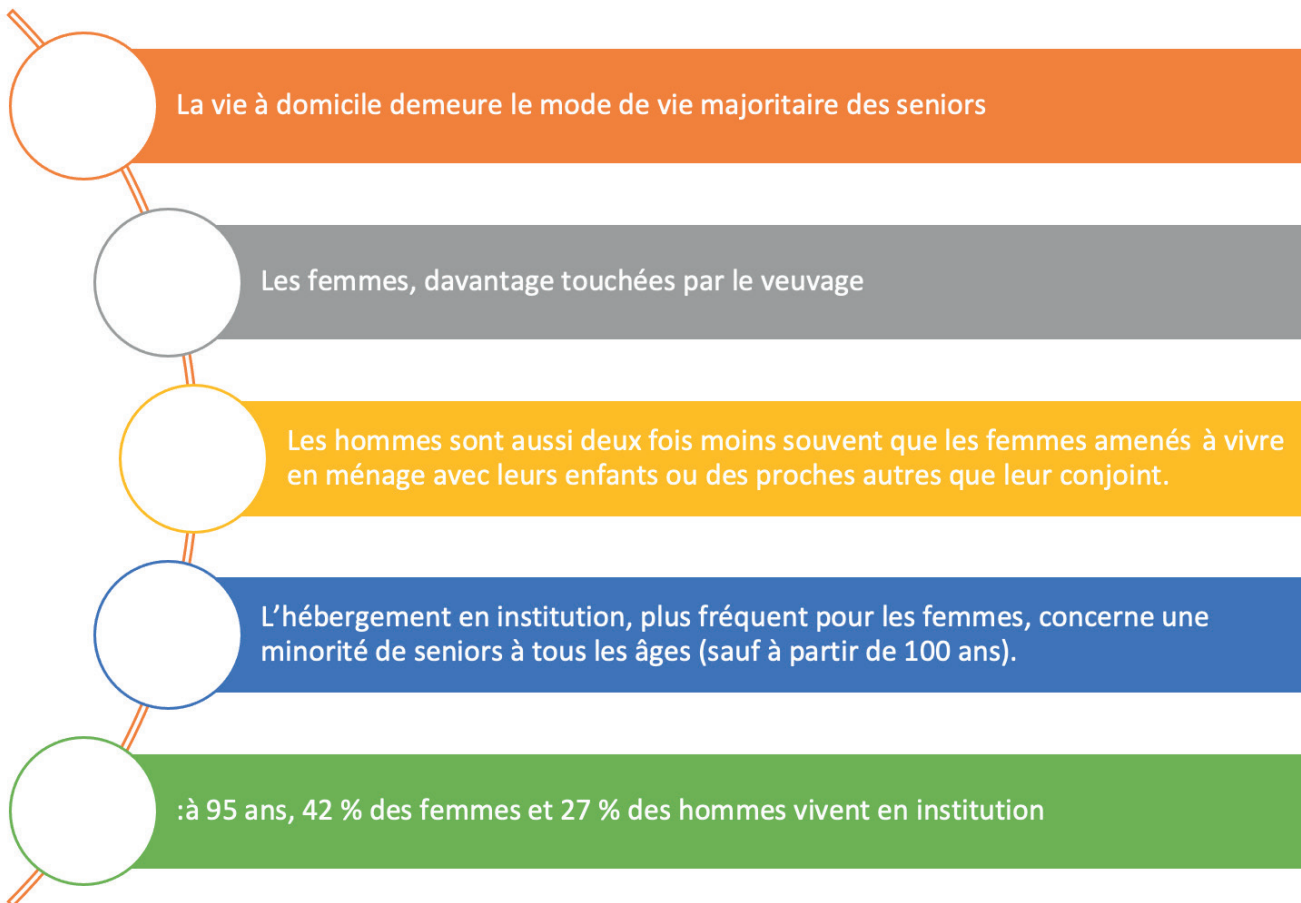 La vie à domicile demeure le mode de vie majoritaire des seniors
Les femmes, davantage touchées par le veuvage
Les hommes sont aussi deux fois moins souvent que les femmes amenés à vivre
en ménage avec leurs enfants ou des proches autres que leur conjoint.
L’hébergement en institution, plus fréquent pour les femmes, concerne une
minorité de seniors à tous les âges (sauf à partir de 100 ans).
:à 95 ans, 42 % des femmes et 27 % des hommes vivent en institution